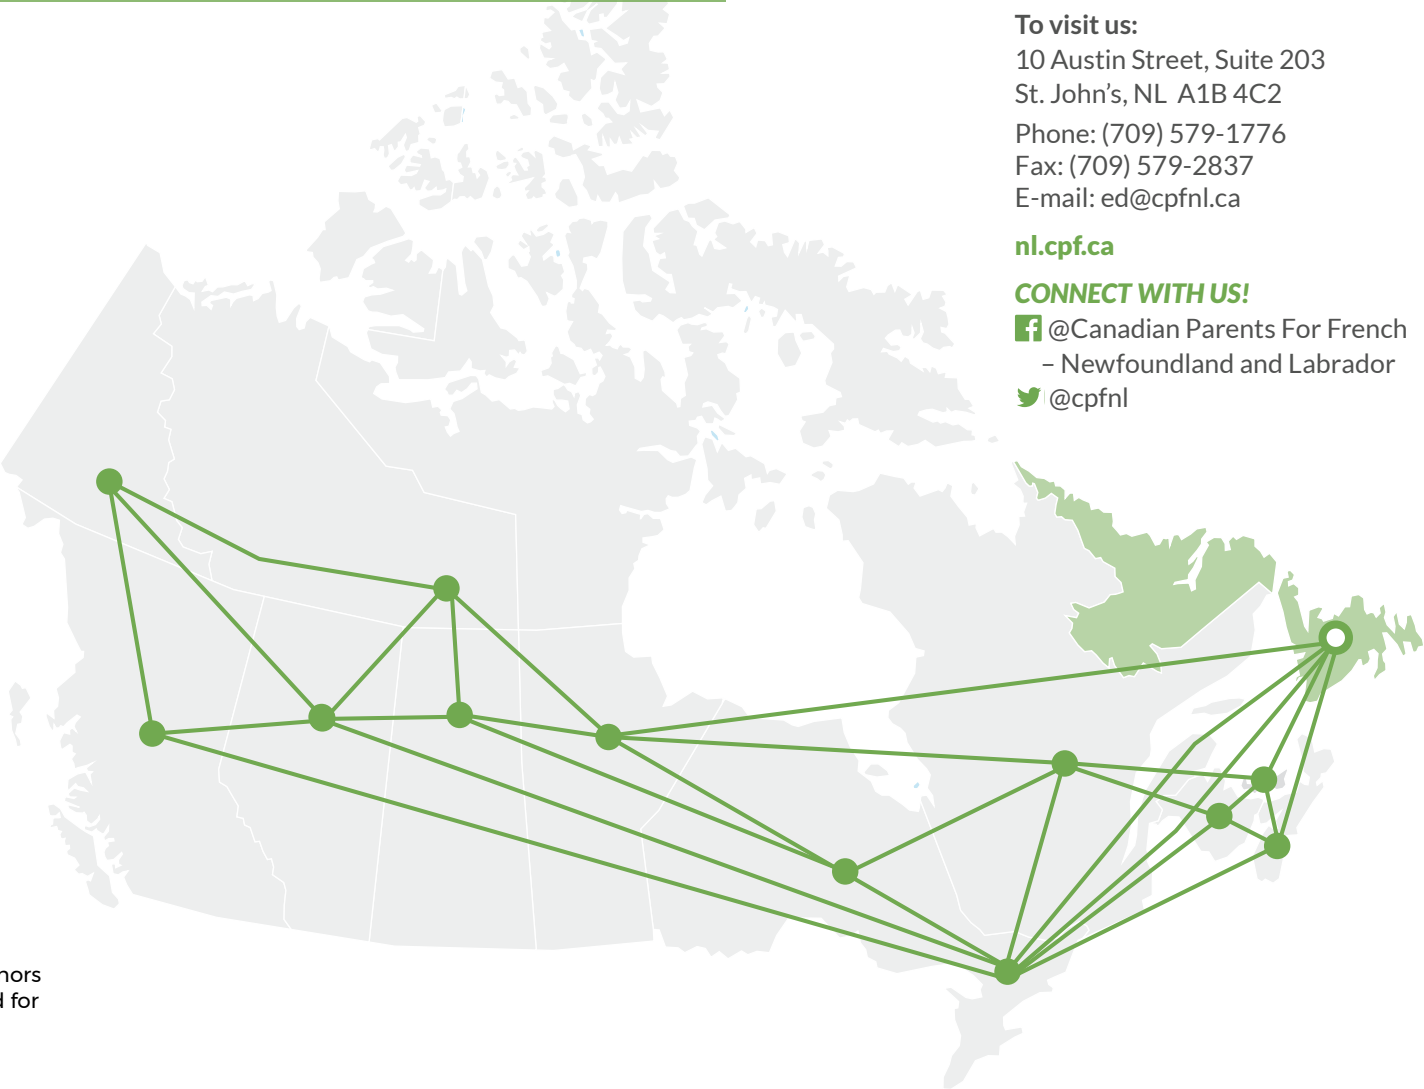 To visit us:
10 Austin Street, Suite 203
St. John’s, NL  A1B 4C2
Phone: (709) 579-1776
Fax: (709) 579-2837
E-mail: ed@cpfnl.ca
nl.cpf.ca
CONNECT WITH US!
@Canadian Parents For French
– Newfoundland and Labrador
@cpfnl
for